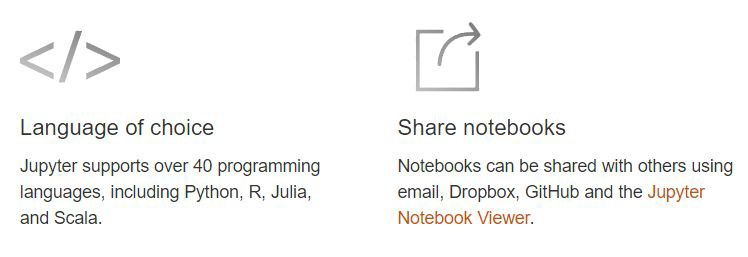 Language of choice
Jupyter supports over 40 programming
languages, including Python, R, Julia,
and Scala.
Share notebooks
Notebooks can be shared with others using
email, Dropbox, GitHub and the Jupyter
Notebook Viewer.